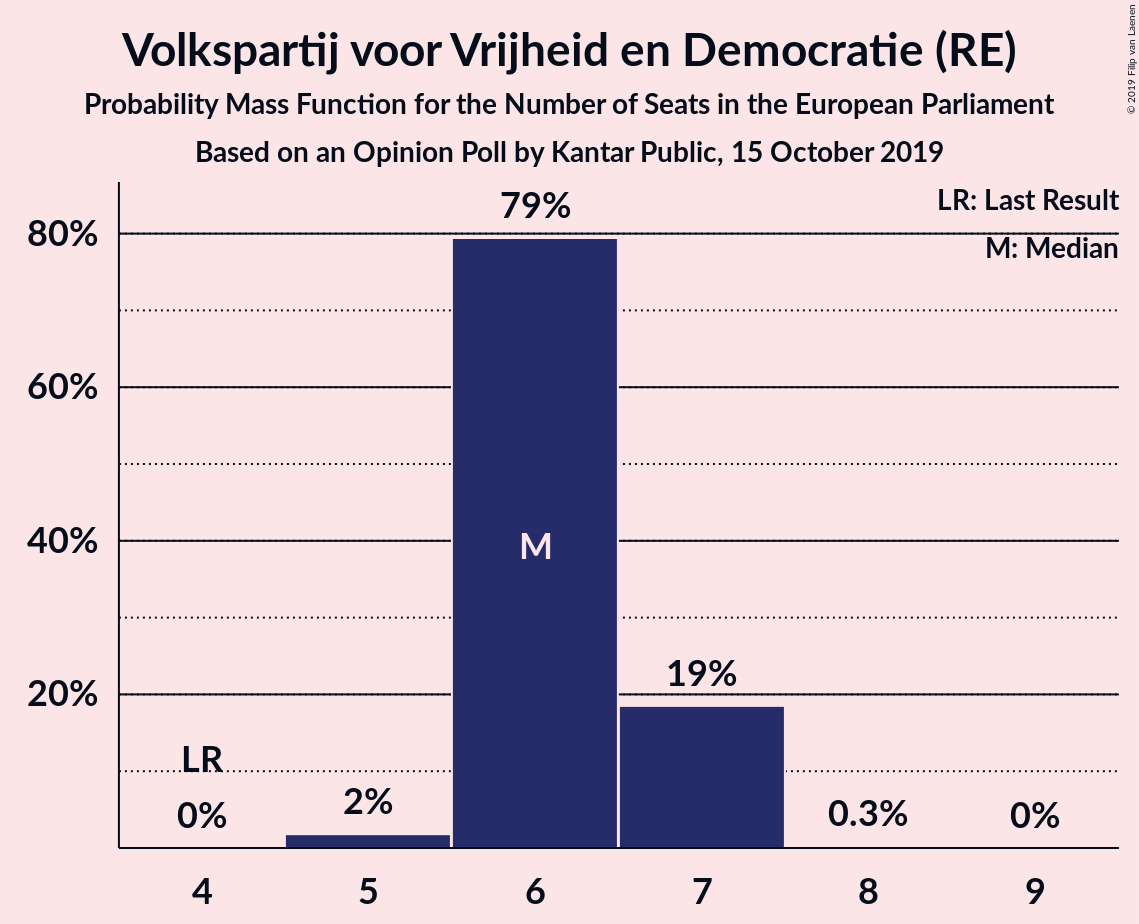 Volkspartij voor Vrijheid en Democratie (RE)
Probability Mass Function for the Number of Seats in the European Parliament
Based on an Opinion Poll by Kantar Public, 15 October 2019
© 2019 Filip van Laenen
LR: Last Result
M: Median
80%
60%
40%
20%
LR
0%
2%
79%
M
19%
0.3%
0%
4 5 6 7 8 9